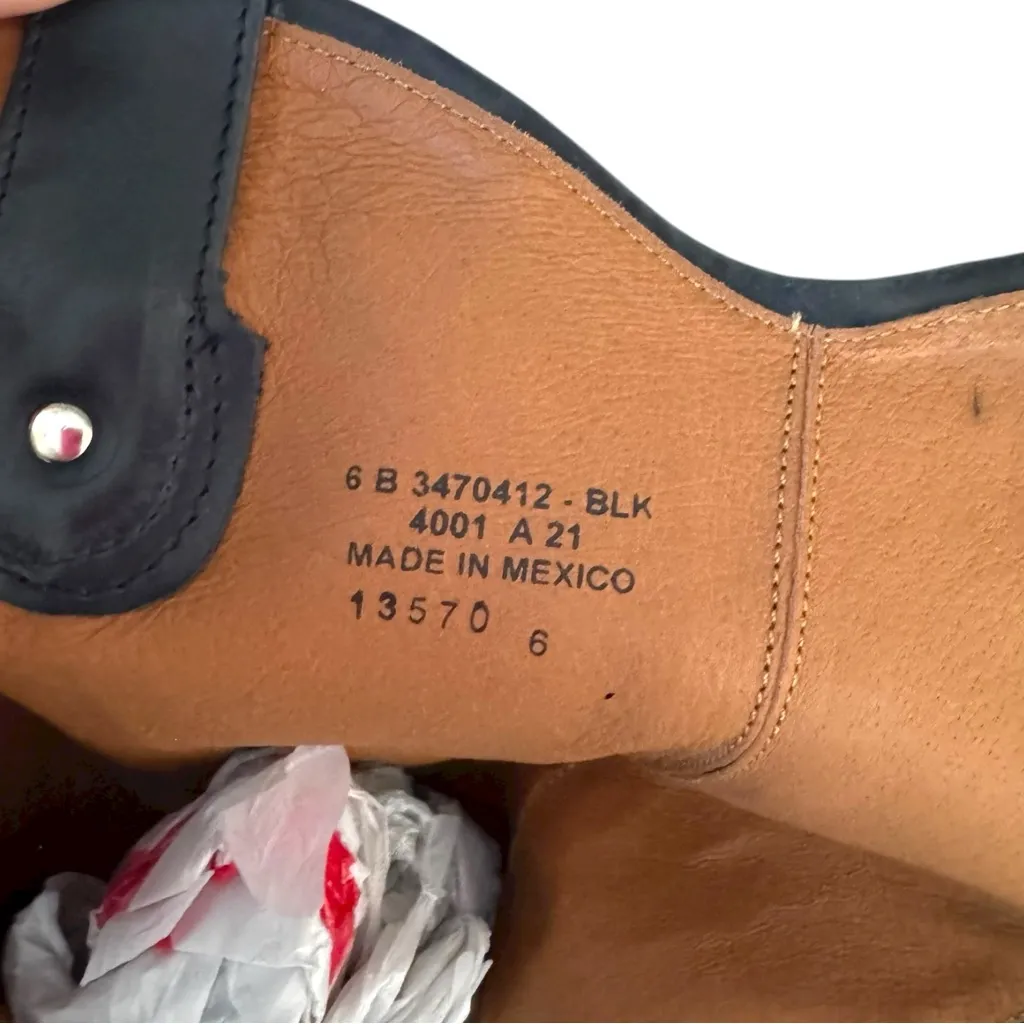 6 B 3470412 - BLK
4001 A 21
MADE IN MEXICO
13570 6